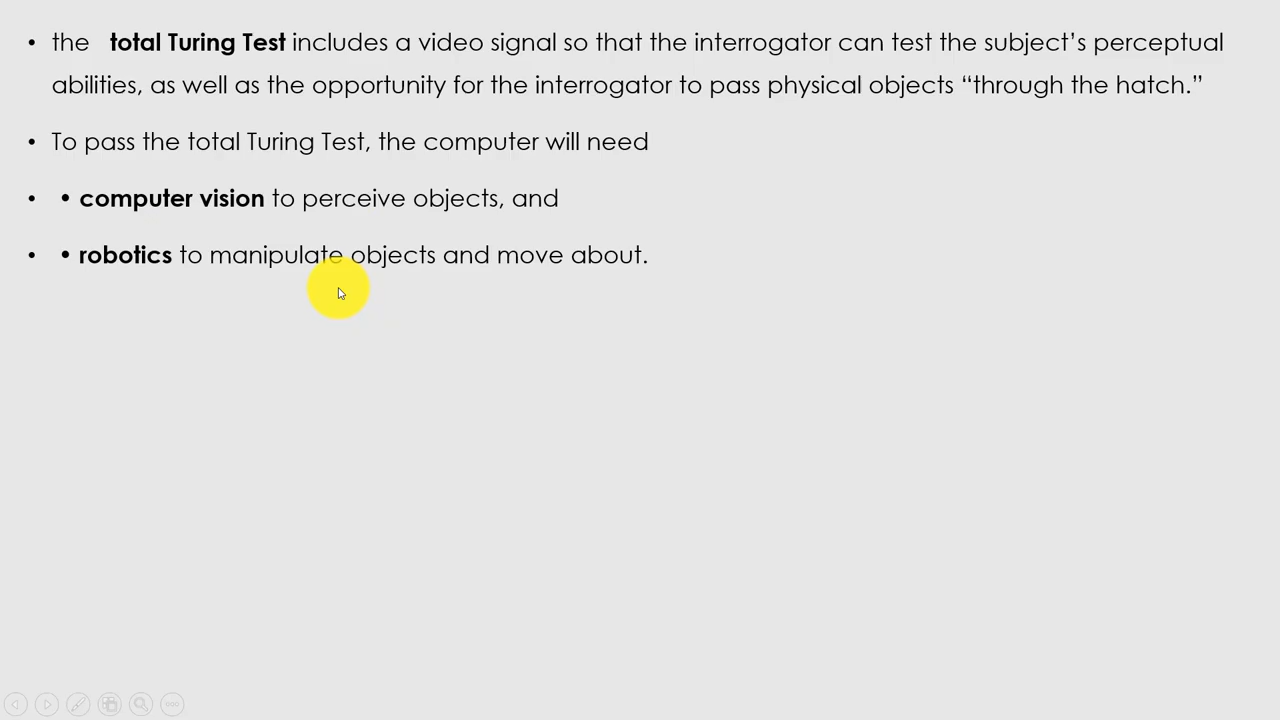 • the total Turing Test includes a video signal so that the interrogator can test the subject’s perceptual
abilities, as well as the opportunity for the interrogator to pass physical objects “through the hatch.”
• To pass the total Turing Test, the computer will need
• • computer vision to perceive objects, and
• • robotics to manipulate objects and move about.